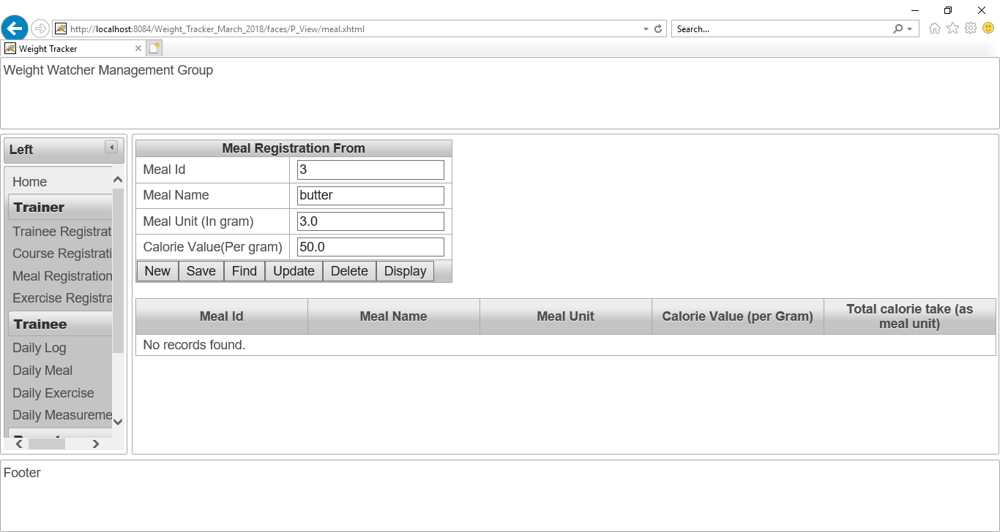 http://localhost:8084/Weight_Tracker_March_2018/faces/P_View/meal.xhtml
Search...
Weight Tracker
Weight Watcher Management Group
Left
Home
Trainer
Trainee Registrat
Course Registrati
Meal Registration
Exercise Registra
Trainee
Daily Log
Daily Meal
Daily Exercise
Daily Measureme
Meal Registration From
Meal Id 3
Meal Name butter
Meal Unit (In gram) 3.0
Calorie Value(Per gram) 50.0
New Save Find Update Delete Display
Meal Id Meal Name Meal Unit Calorie Value (per Gram) Total calorie take (as
meal unit)
No records found.
Footer